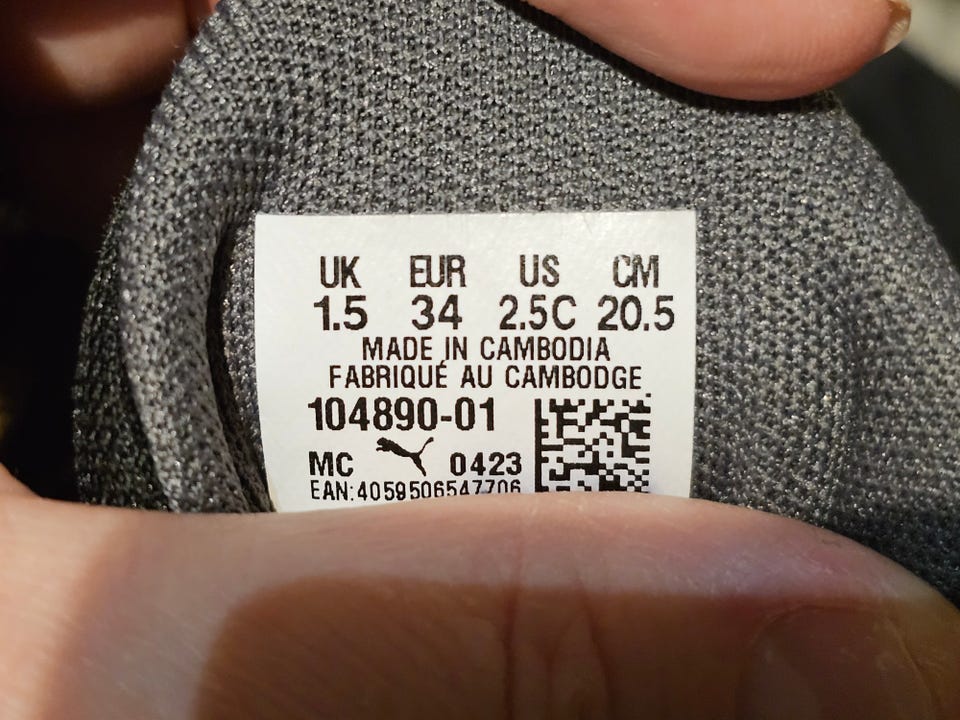 UK EUR US CM
1.5 34 2.5C 20.5
MADE IN CAMBODIA
FABRIQUÉ AU CAMBODGE
104890-01
MC 0423
EAN:4059506547706